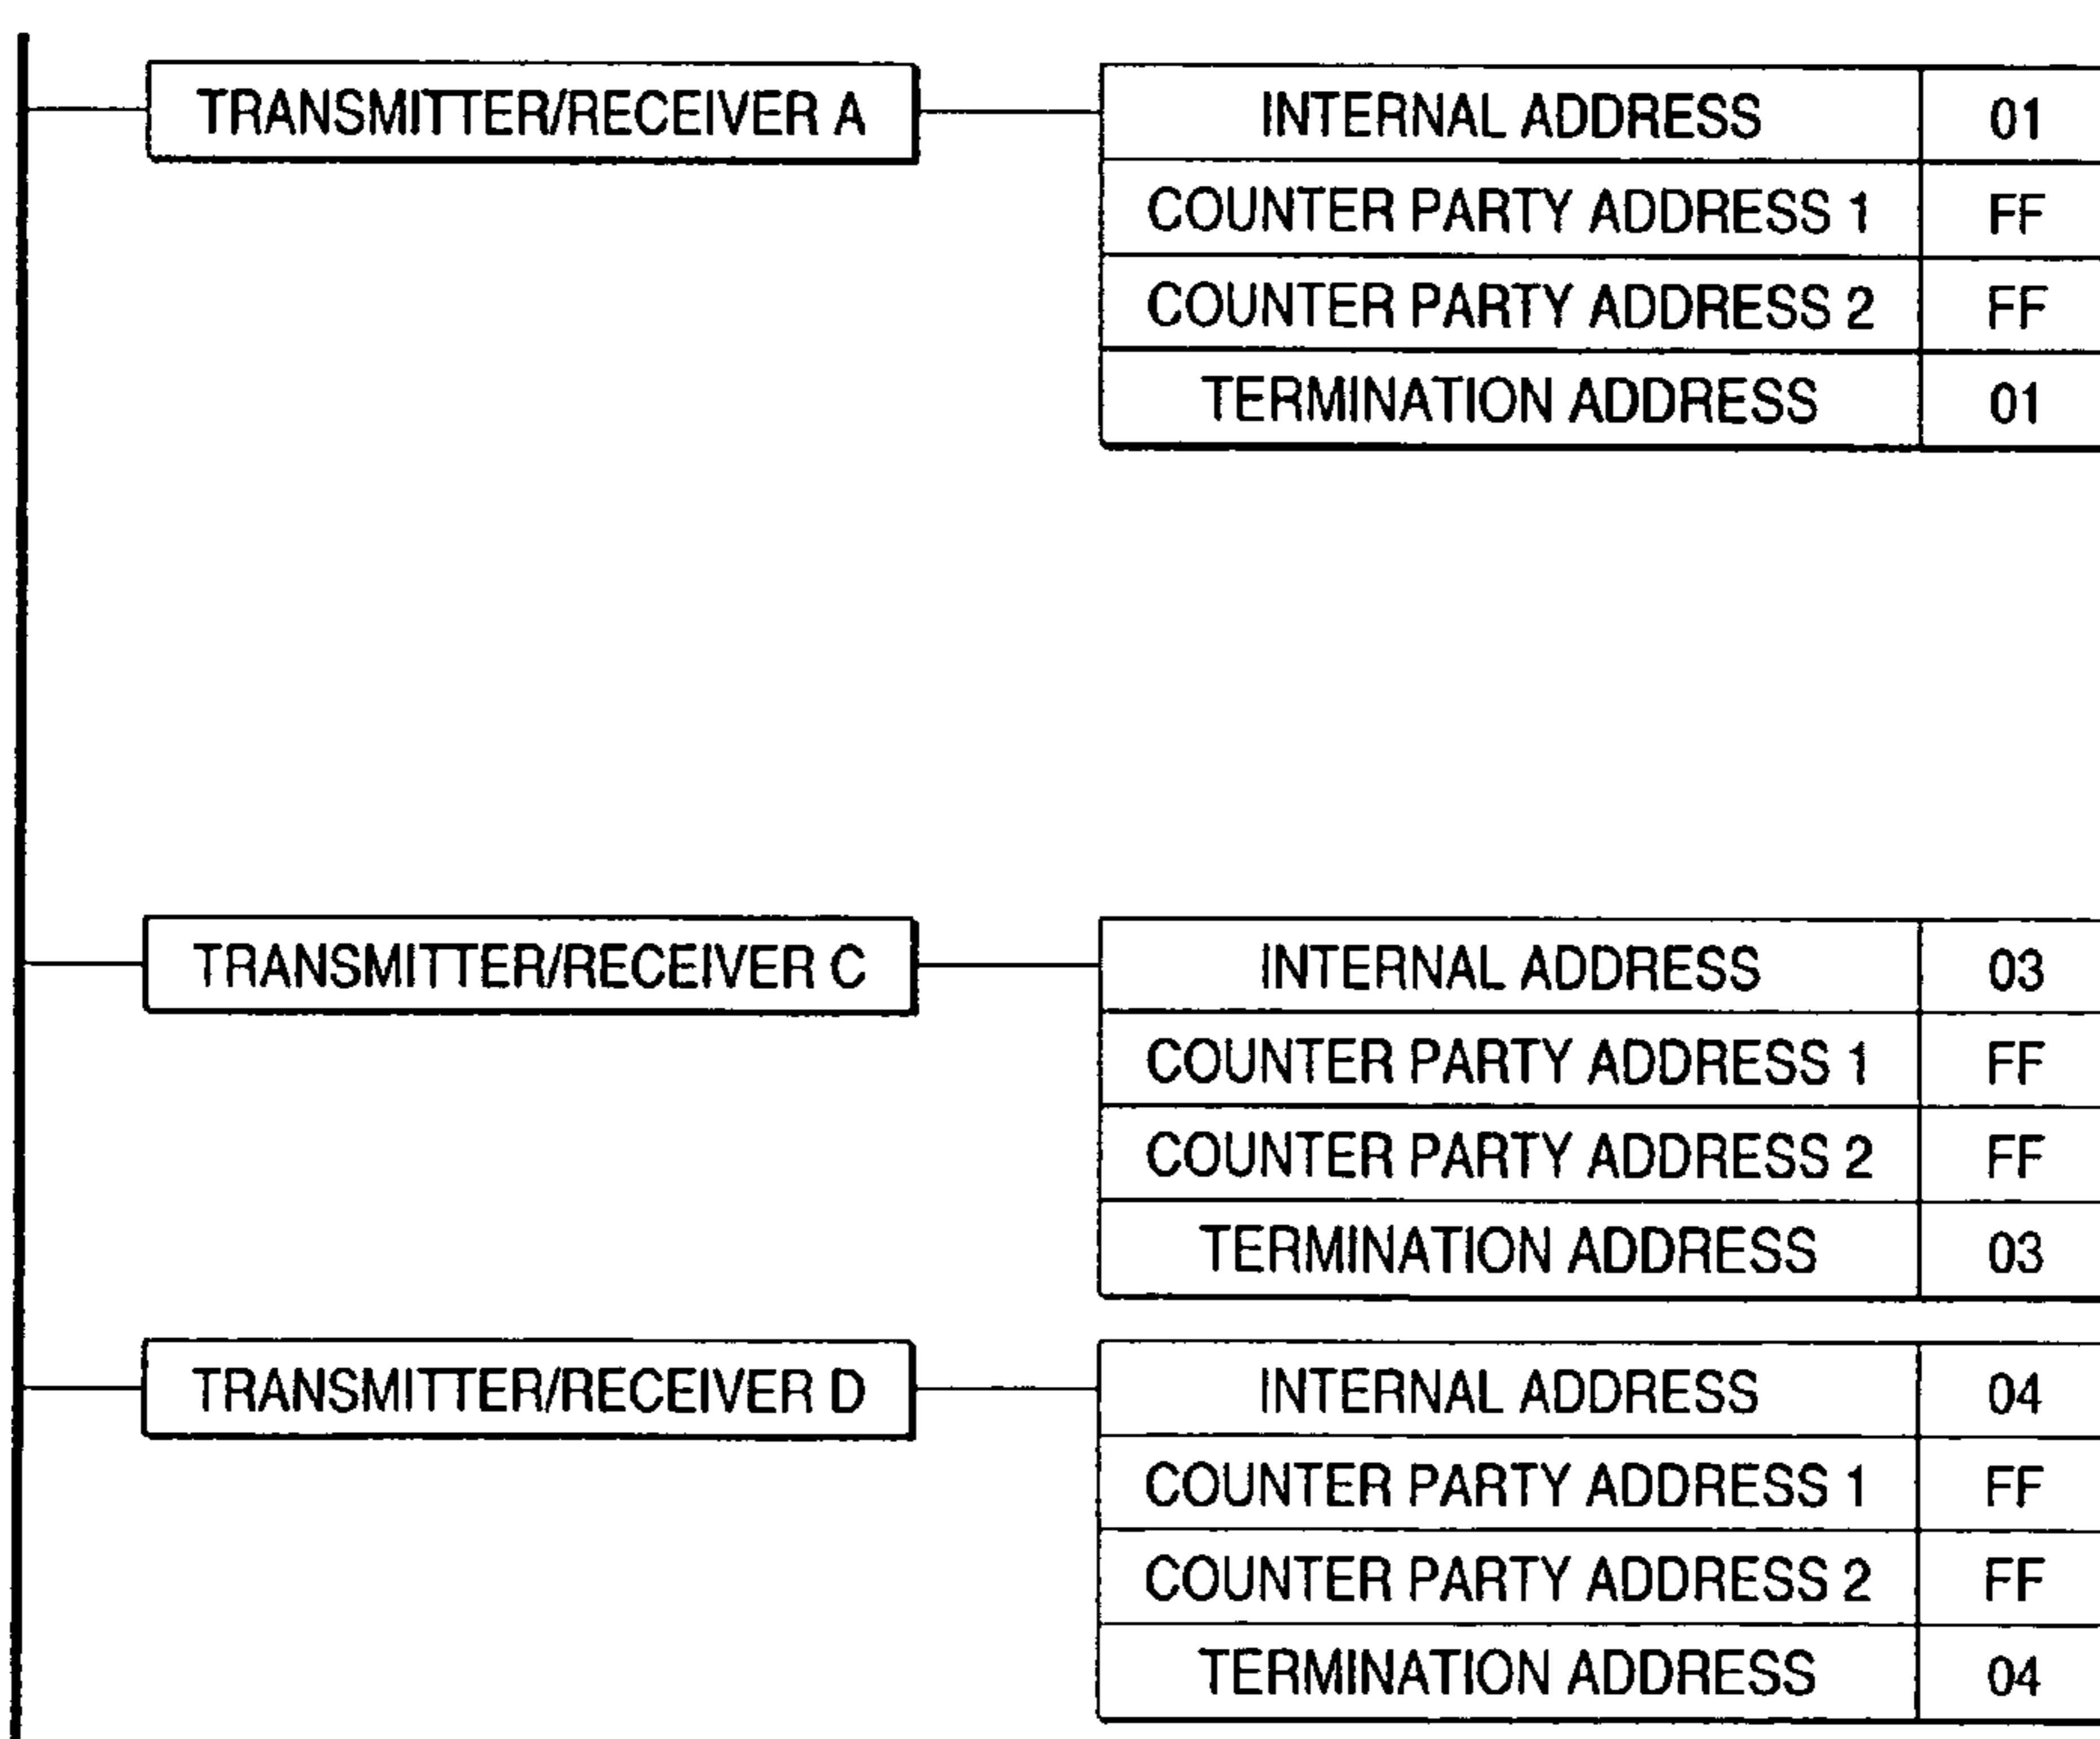 TRANSMITTER/RECEIVER A
INTERNAL ADDRESS 01
COUNTER PARTY ADDRESS 1 FF
COUNTER PARTY ADDRESS 2 FF
TERMINATION ADDRESS 01
TRANSMITTER/RECEIVER C
INTERNAL ADDRESS 03
COUNTER PARTY ADDRESS 1 FF
COUNTER PARTY ADDRESS 2 FF
TERMINATION ADDRESS 03
TRANSMITTER/RECEIVER D
INTERNAL ADDRESS 04
COUNTER PARTY ADDRESS 1 FF
COUNTER PARTY ADDRESS 2 FF
TERMINATION ADDRESS 04